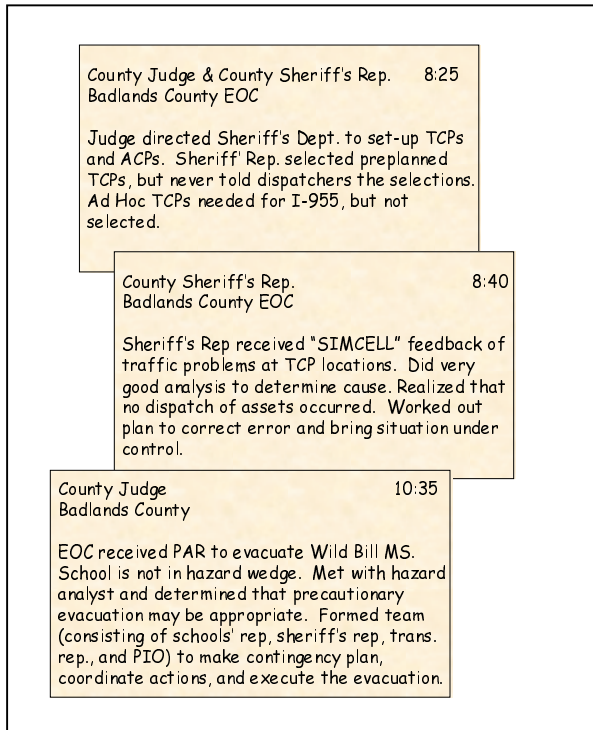 County Judge & County Sheriff's Rep. 8:25
Badlands County EOC
Judge directed Sheriff's Dept. to set-up TCPs
and ACPs. Sheriff' Rep. selected preplanned
TCPs, but never told dispatchers the selections.
Ad Hoc TCPs needed for I-955, but not
selected.
County Sheriff's Rep. 8:40
Badlands County EOC
Sheriff's Rep received “SIMCELL” feedback of
traffic problems at TCP locations. Did very
good analysis to determine cause. Realized that
no dispatch of assets occurred. Worked out
plan to correct error and bring situation under
control.
County Judge 10:35
Badlands County
EOC received PAR to evacuate Wild Bill MS.
School is not in hazard wedge. Met with hazard
analyst and determined that precautionary
evacuation may be appropriate. Formed team
(consisting of schools' rep, sheriff's rep, trans.
rep., and PIO) to make contingency plan,
coordinate actions, and execute the evacuation.